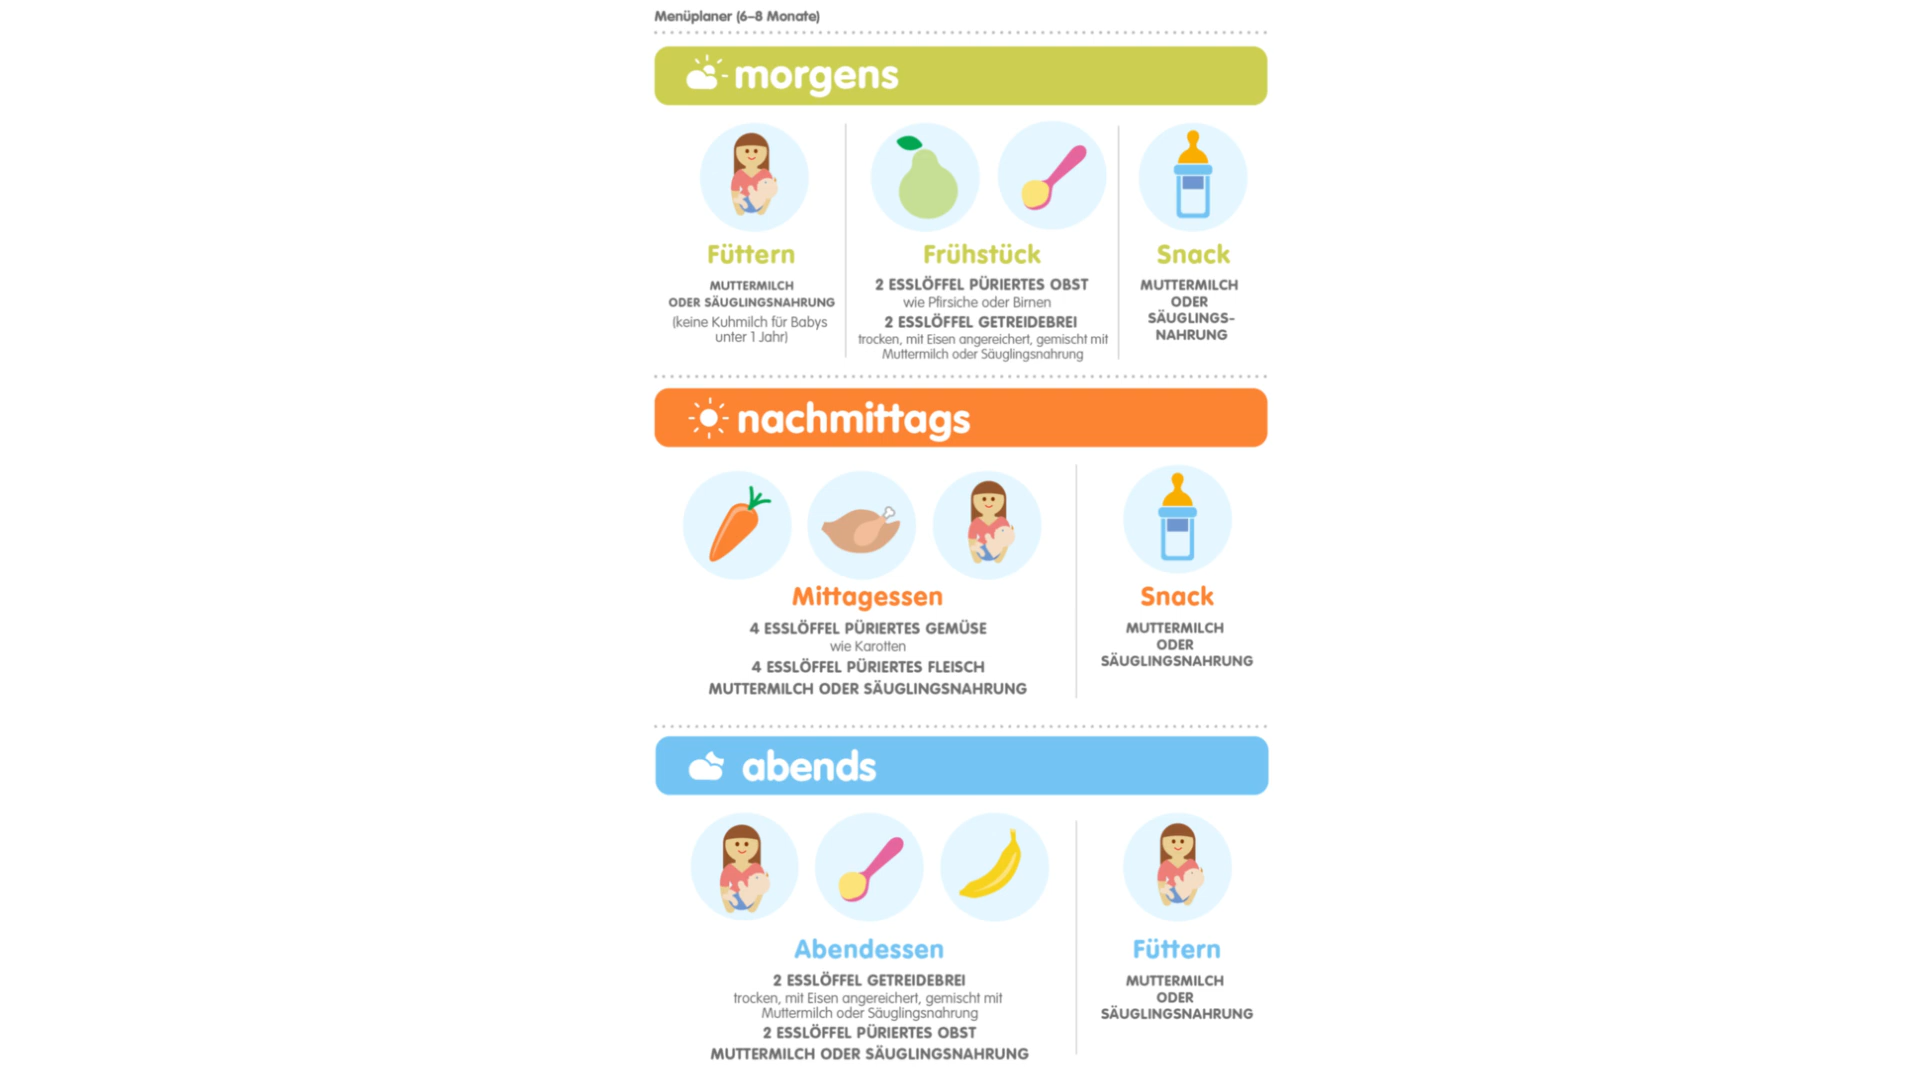 Menüplaner (6–8 Monate)
morgens
Füttern
MUTTERMILCH
ODER SÄUGLINGSNAHRUNG
(keine Kuhmilch für Babys
unter 1 Jahr)
Frühstück
2 ESSLÖFFEL PÜRIERTES OBST
wie Pfirsiche oder Birnen
2 ESSLÖFFEL GETREIDEBREI
trocken, mit Eisen angereichert, gemischt mit
Muttermilch oder Säuglingsnahrung
Snack
MUTTERMILCH
ODER
SÄUGLINGS-
NAHRUNG
nachmittags
Mittagessen
4 ESSLÖFFEL PÜRIERTES GEMÜSE
wie Karotten
4 ESSLÖFFEL PÜRIERTES FLEISCH
MUTTERMILCH ODER SÄUGLINGSNAHRUNG
Snack
MUTTERMILCH
ODER
SÄUGLINGSNAHRUNG
abends
Abendessen
2 ESSLÖFFEL GETREIDEBREI
trocken, mit Eisen angereichert, gemischt mit
Muttermilch oder Säuglingsnahrung
2 ESSLÖFFEL PÜRIERTES OBST
MUTTERMILCH ODER SÄUGLINGSNAHRUNG
Füttern
MUTTERMILCH
ODER
SÄUGLINGSNAHRUNG